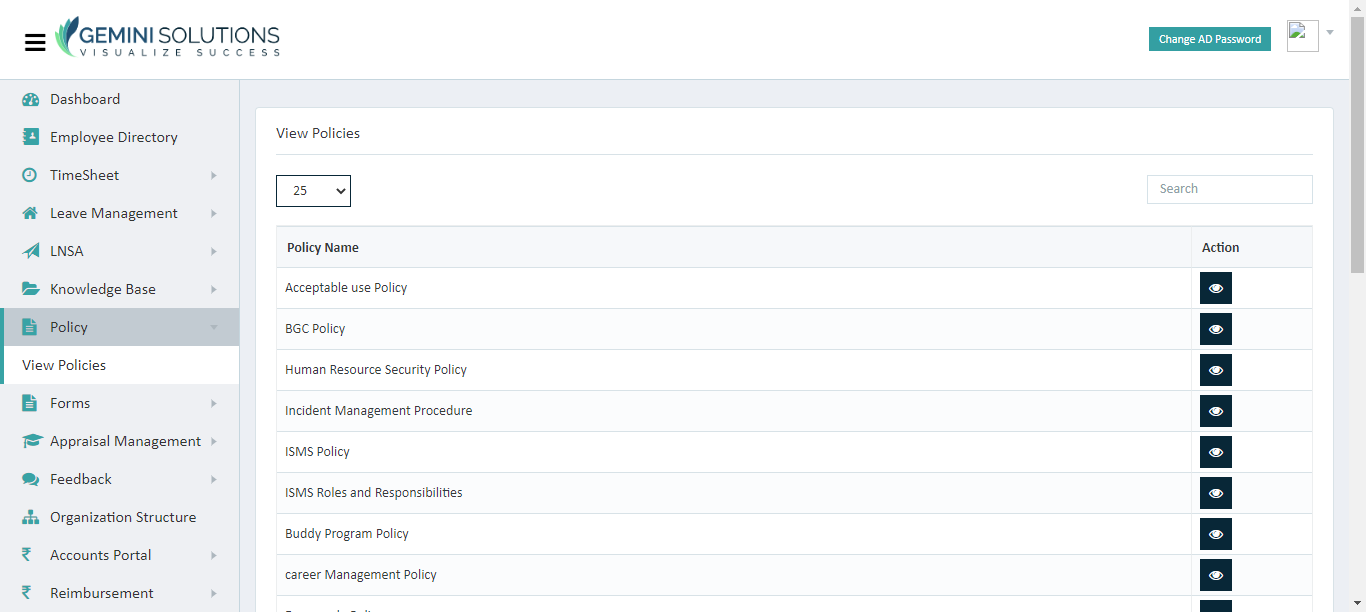 GEMINI SOLUTIONS
VISUALIZE SUCCESS
Change AD Password
Dashboard
Employee Directory
TimeSheet
Leave Management
LNSA
Knowledge Base
Policy
View Policies
Forms
Appraisal Management
Feedback
Organization Structure
Accounts Portal
Reimbursement
View Policies
25
Search
Policy Name
Action
Acceptable use Policy
BGC Policy
Human Resource Security Policy
Incident Management Procedure
ISMS Policy
ISMS Roles and Responsibilities
Buddy Program Policy
career Management Policy